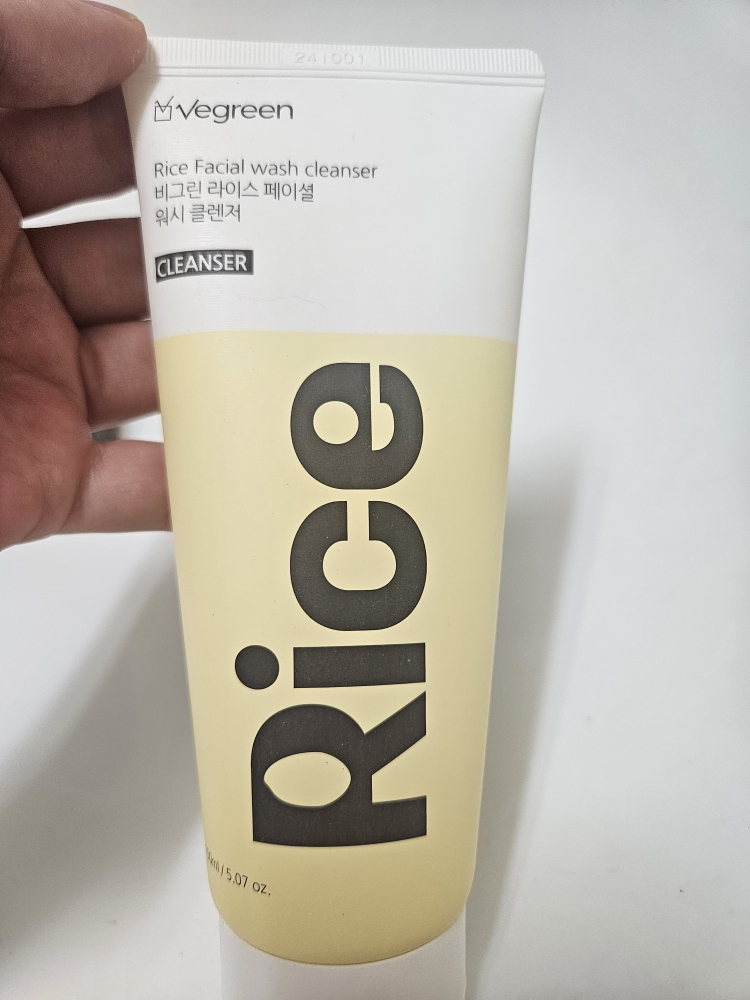 241001
Vegreen
Rice Facial wash cleanser
비그린 라이스 페이셜
워시 클렌저
CLEANSER
Rice
/ 5.07 oz.